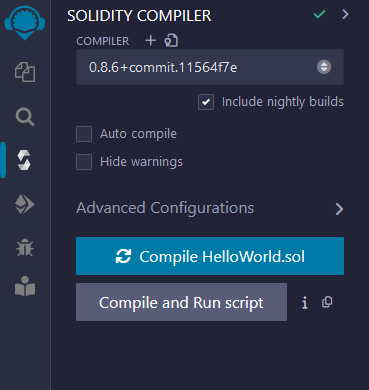 SOLIDITY COMPILER
COMPILER
0.8.6+commit.11564f7e
Include nightly builds
Auto compile
Hide warnings
Advanced Configurations
Compile HelloWorld.sol
Compile and Run script